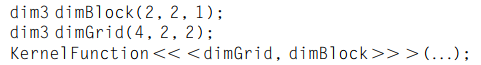 dim3 dimBlock(2, 2, 1);
dim3 dimGrid(4, 2, 2);
KernelFunction<<<dimGrid, dimBlock>>>(...);